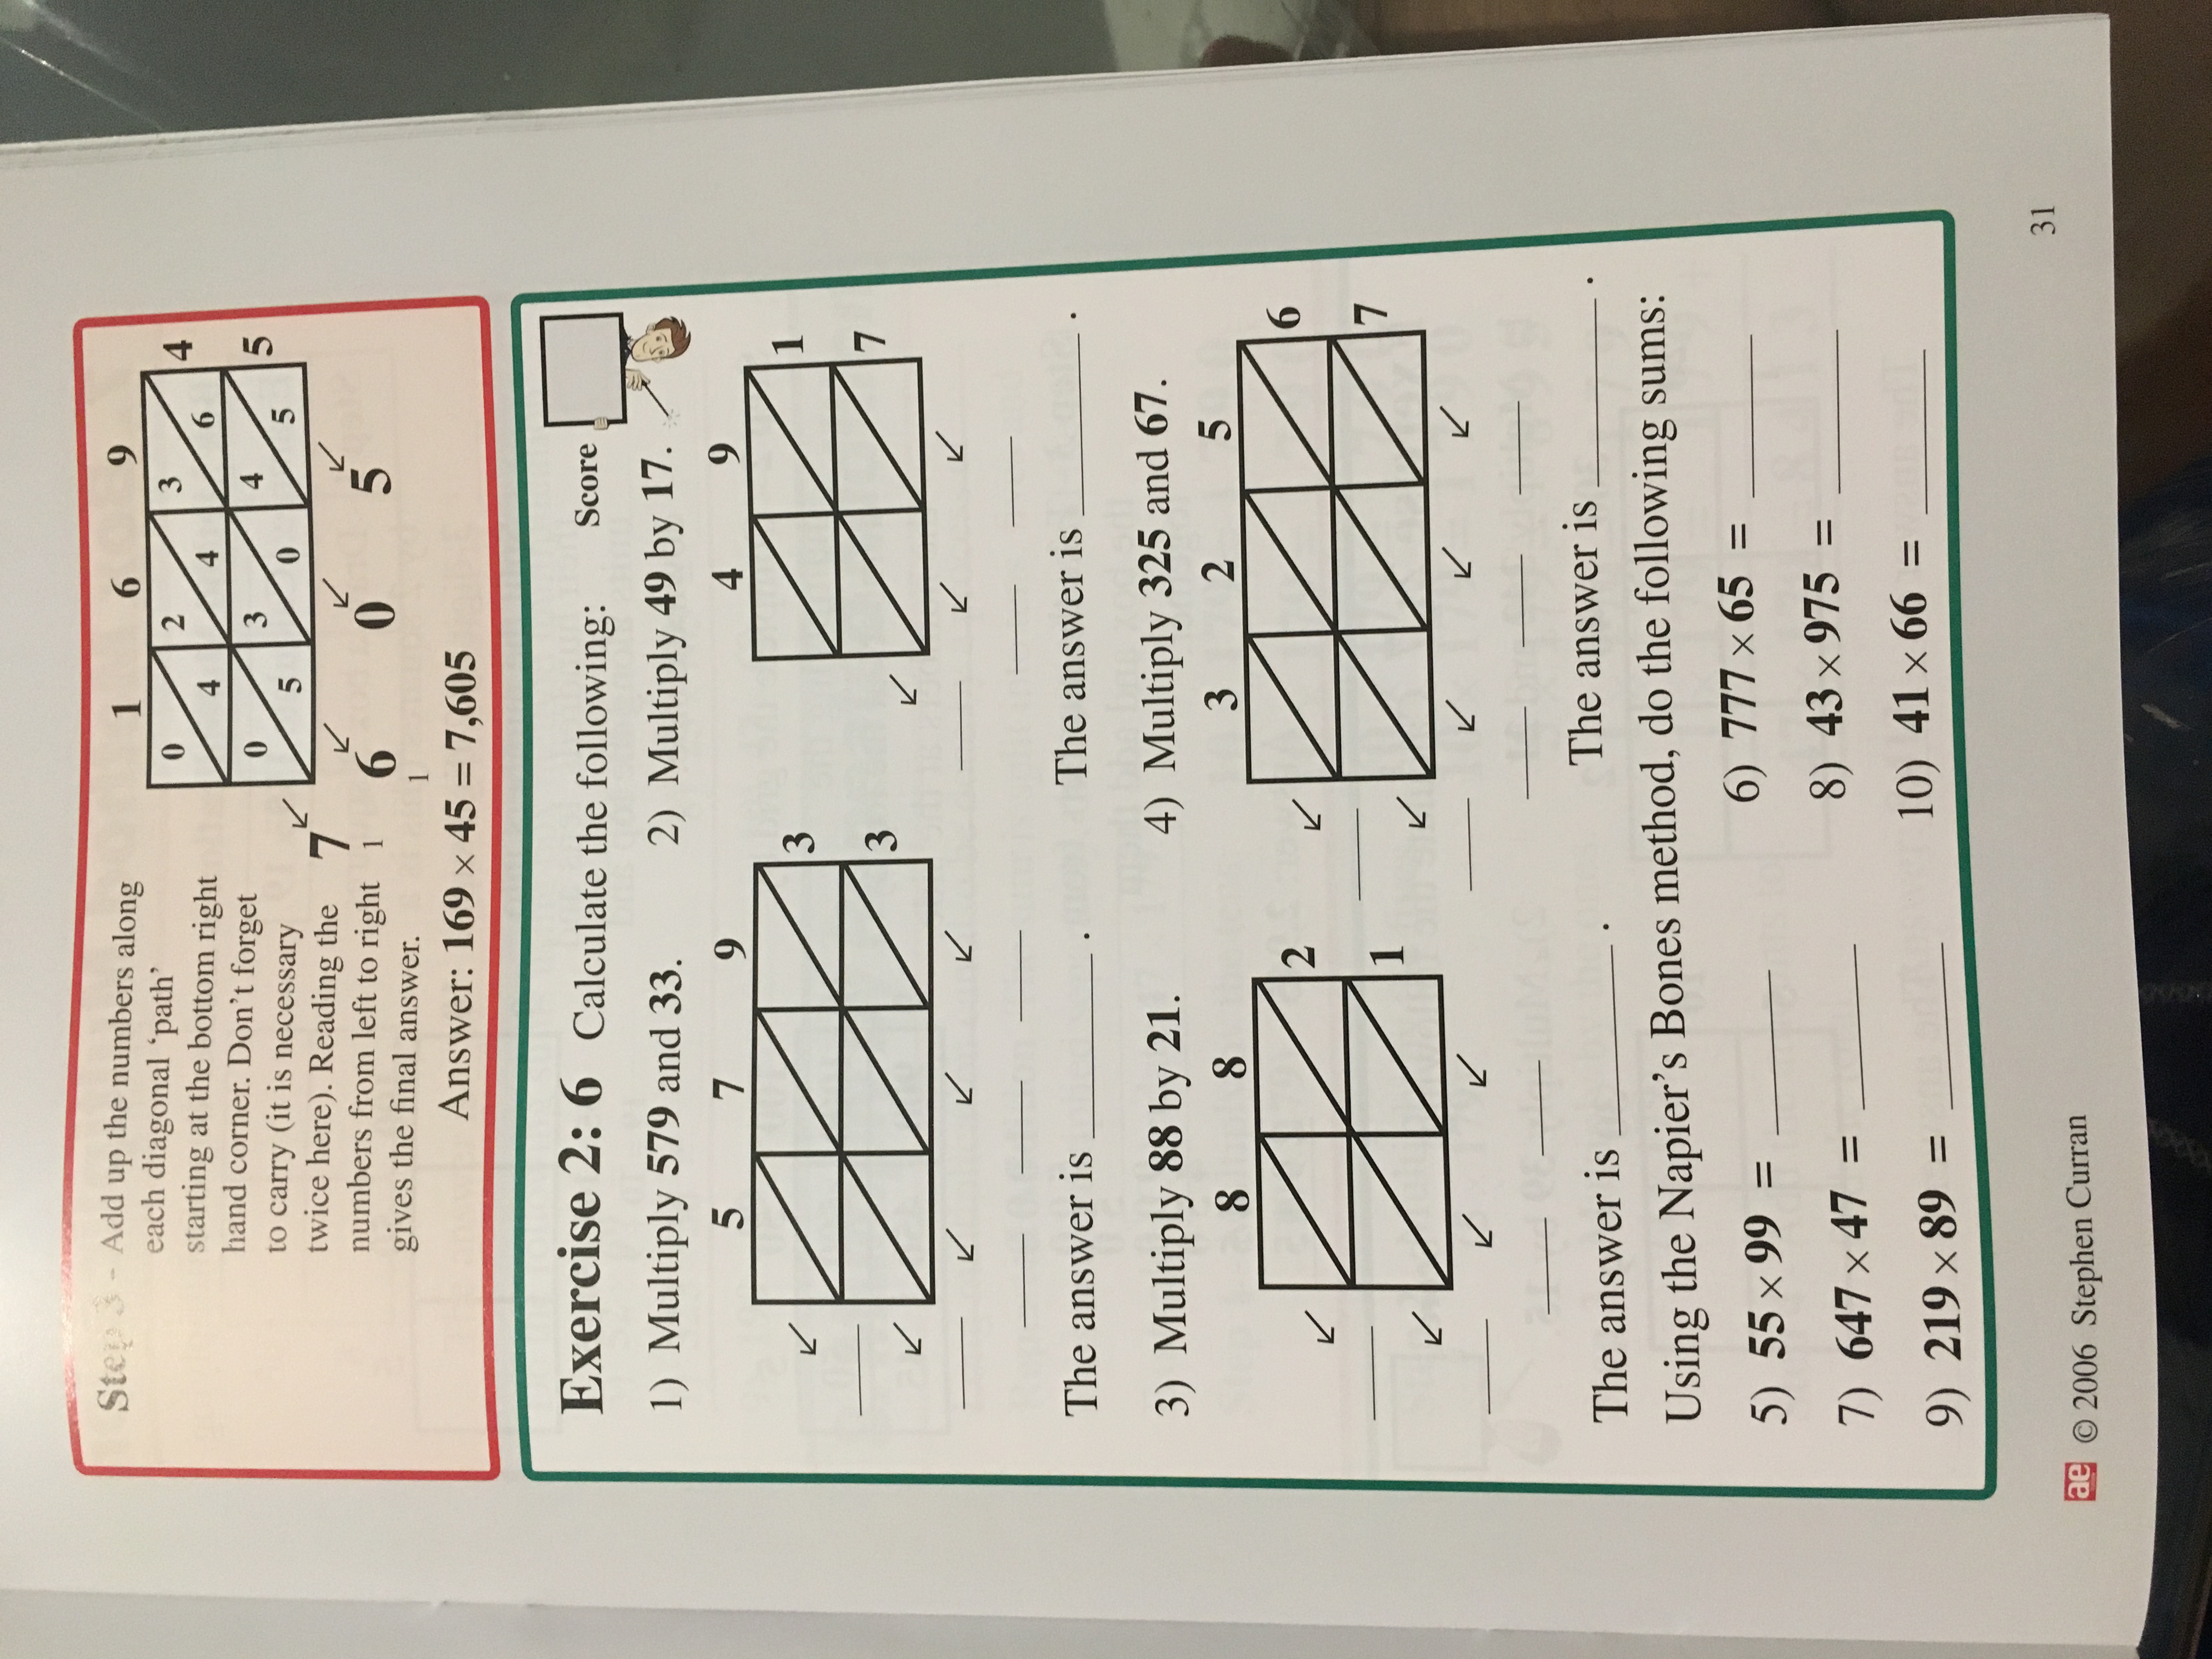 Step 3 - Add up the numbers along
each diagonal ‘path’
starting at the bottom right
hand corner. Don’t forget
to carry (it is necessary
twice here). Reading the
numbers from left to right
gives the final answer.
1 6 9
0 2 3 4
4 4 6
0 3 4 5
5 0 5
7 6 0 5
1 1
Answer: 169 × 45 = 7,605
Exercise 2: 6 Calculate the following: Score
1) Multiply 579 and 33.
5 7 9
3
3
The answer is ________ .
2) Multiply 49 by 17.
4 9
1
7
The answer is ________ .
3) Multiply 88 by 21.
8 8
2
1
The answer is ________ .
4) Multiply 325 and 67.
3 2 5
6
7
The answer is ________ .
Using the Napier’s Bones method, do the following sums:
5) 55 × 99 = ________
6) 777 × 65 = ________
7) 647 × 47 = ________
8) 43 × 975 = ________
9) 219 × 89 = ________
10) 41 × 66 = ________
31
ae © 2006 Stephen Curran